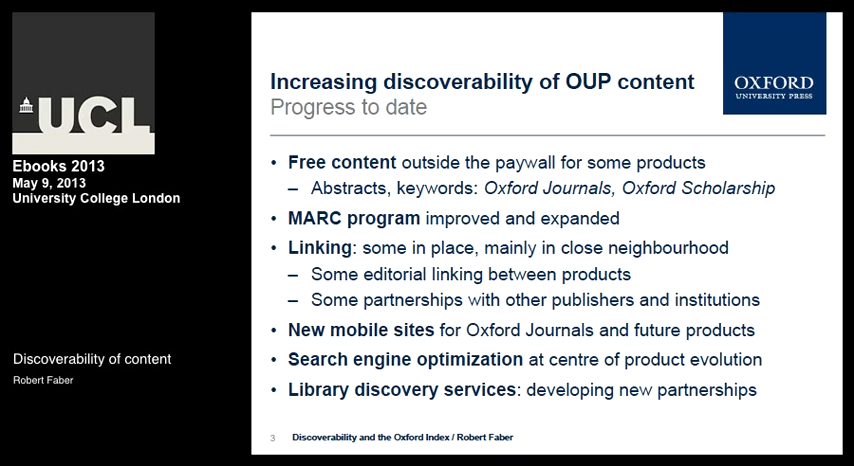 UCL
Ebooks 2013
May 9, 2013
University College London
Discoverability of content
Robert Faber
OXFORD
UNIVERSITY PRESS
Increasing discoverability of OUP content
Progress to date
• Free content outside the paywall for some products
– Abstracts, keywords: Oxford Journals, Oxford Scholarship
• MARC program improved and expanded
• Linking: some in place, mainly in close neighbourhood
– Some editorial linking between products
– Some partnerships with other publishers and institutions
• New mobile sites for Oxford Journals and future products
• Search engine optimization at centre of product evolution
• Library discovery services: developing new partnerships
3 Discoverability and the Oxford Index / Robert Faber